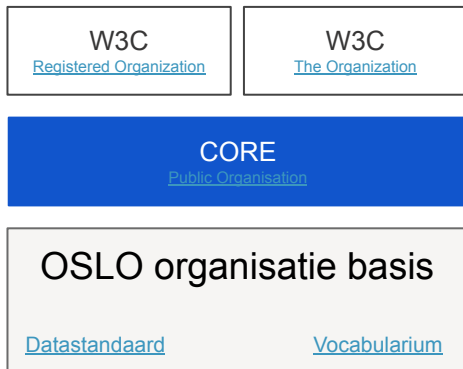 W3C
Registered Organization
W3C
The Organization
CORE
Public Organisation
OSLO organisatie basis
Datastandaard
Vocabularium